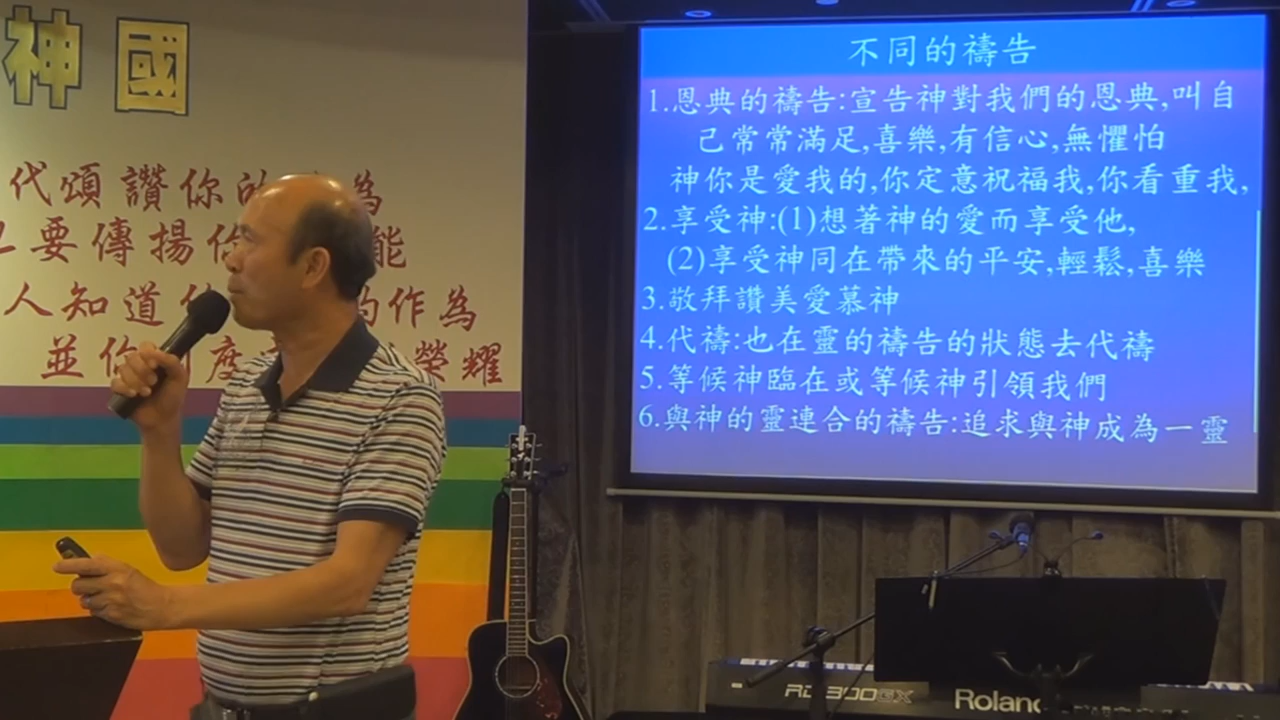 神國
代頌讚你的 為
要傳揚你 能
人知道 的作為
並你 度 榮耀
不同的禱告
1.恩典的禱告:宣告神對我們的恩典,叫自
己常常滿足,喜樂,有信心,無懼怕
神你是愛我的,你定意祝福我,你看重我,
2.享受神:(1)想著神的愛而享受他,
(2)享受神同在帶來的平安,輕鬆,喜樂
3.敬拜讚美愛慕神
4.代禱:也在靈的禱告的狀態去代禱
5.等候神臨在或等候神引領我們
6.與神的靈連合的禱告:追求與神成為一靈
RD 300GX
Roland